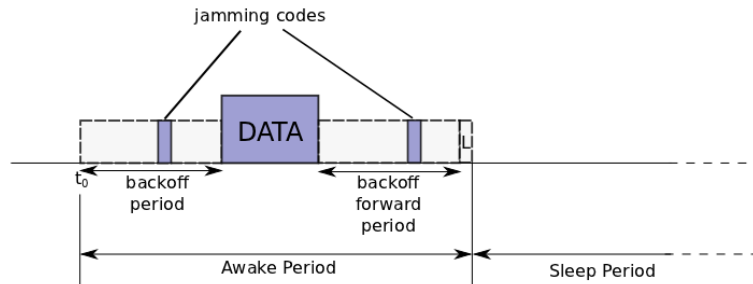 jamming codes
DATA
L
t₀
backoff
period
backoff
forward
period
Awake Period
Sleep Period